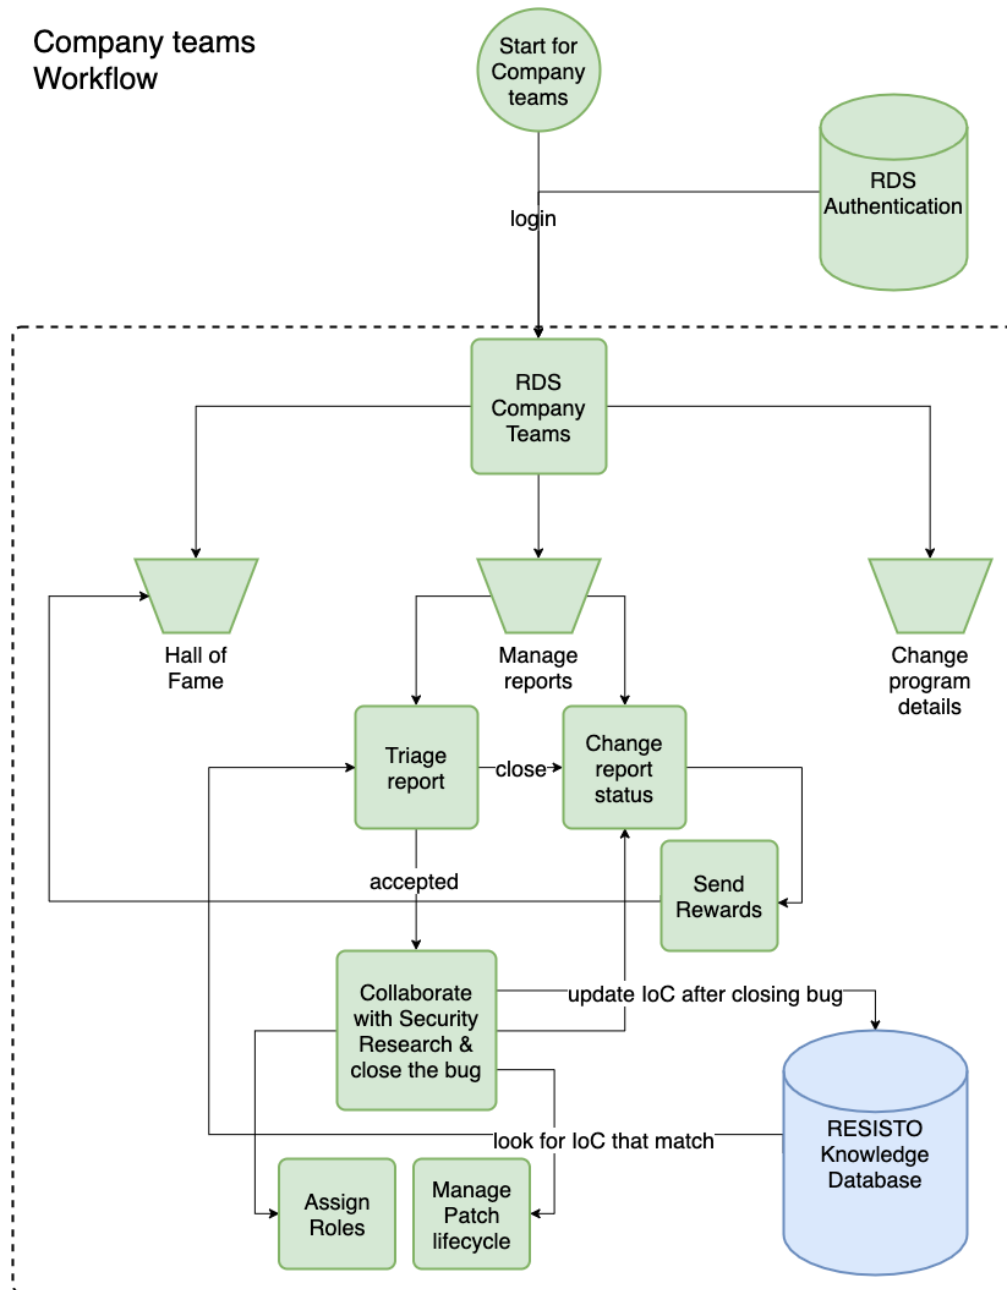 Company teams
Workflow
Start for
Company
teams
RDS
Authentication
login
RDS
Company
Teams
Hall of
Fame
Manage
reports
Change
program
details
Triage
report
close
Change
report
status
accepted
Send
Rewards
Collaborate
with Security
Research &
close the bug
update IoC after closing bug
look for IoC that match
RESISTO
Knowledge
Database
Assign
Roles
Manage
Patch
lifecycle